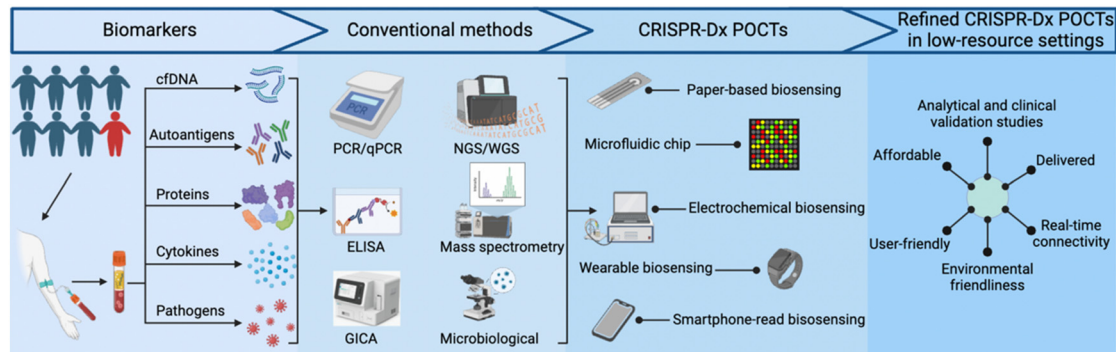 Biomarkers
Conventional methods
CRISPR-Dx POCTs
Refined CRISPR-Dx POCTs
in low-resource settings
cfDNA
Autoantigens
Proteins
Cytokines
Pathogens
PCR
PCR/qPCR
NGS/WGS
ELISA
Mass spectrometry
GICA
Microbiological
Paper-based biosensing
Microfluidic chip
Electrochemical biosensing
Wearable biosensing
Smartphone-read bisosensing
Analytical and clinical
validation studies
Affordable
Delivered
User-friendly
Real-time
connectivity
Environmental
friendliness